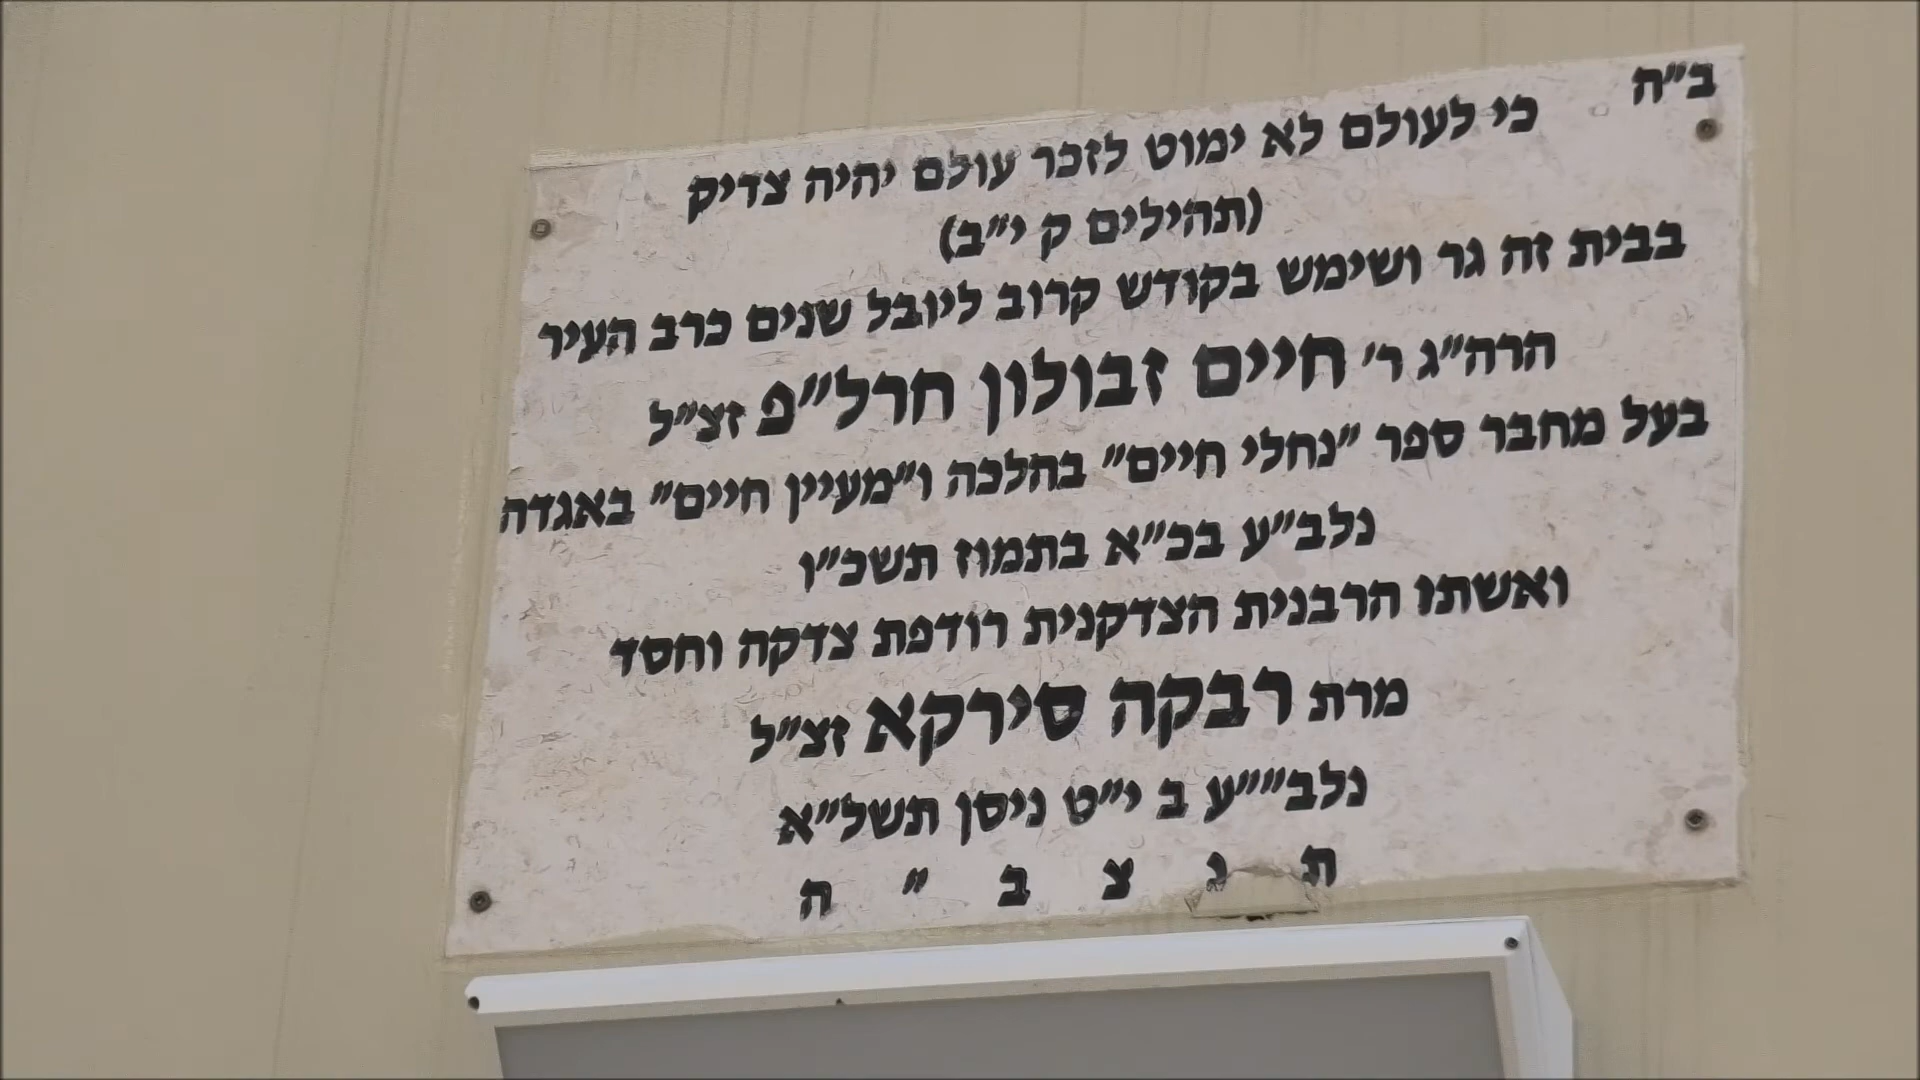 ב״ה
כי לעולם לא ימוט לזכר עולם יהיה צדיק
(תהילים ק י״ב)
בבית זה גר ושימש בקודש קרוב ליובל שנים כרב העיר
הרה״ג ר׳ חיים זבולון חרל״פ זצ״ל
בעל מחבר ספר ״נחלי חיים״ בהלכה ו״מעיין חיים״ באגדה
נלב״ע בכ״א בתמוז תשכ״ו
ואשתו הרבנית הצדקנית רודפת צדקה וחסד
מרת רבקה סירקא זצ״ל
נלב״״ע ב י״ט ניסן תשל״א
ת נ צ ב ״ ה